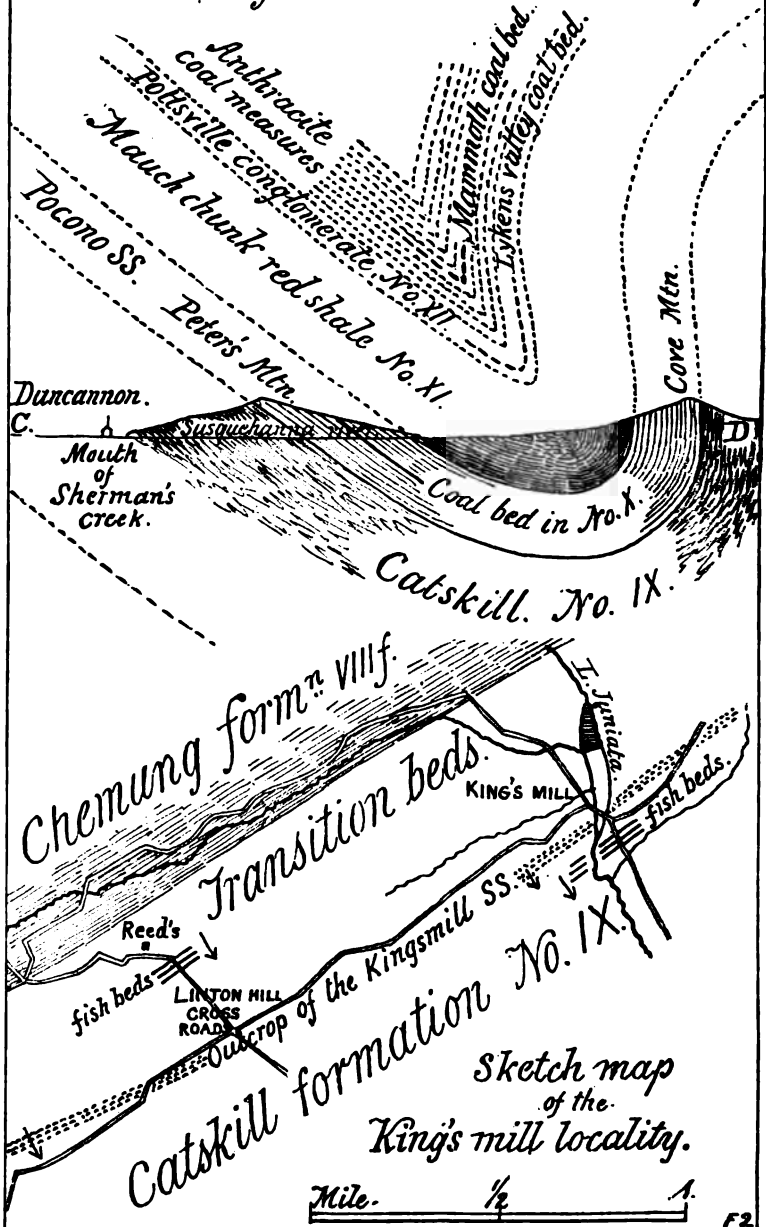 Anthracite
coal measures
Pottsville conglomerate No. XII
Mammoth coal bed.
Lykens valley coal bed.
Mauch chunk red shale No. XI.
Pocono SS.
Peter's Mtn.
Cove Mtn.
Duncannon.
C.
Susquehanna river
D
Mouth
of
Sherman's
creek.
Coal bed in No. X.
Catskill. No. IX.
Chemung formn. VIII f.
L. Juniata.
Transition beds.
KING'S MILL
fish beds.
Reed's
fish beds
LINTON HILL
CROSS
ROADS
Outcrop of the Kingsmill SS.
Catskill formation No. IX.
Sketch map
of the
King's mill locality.
Mile. 1/2 1.
F2